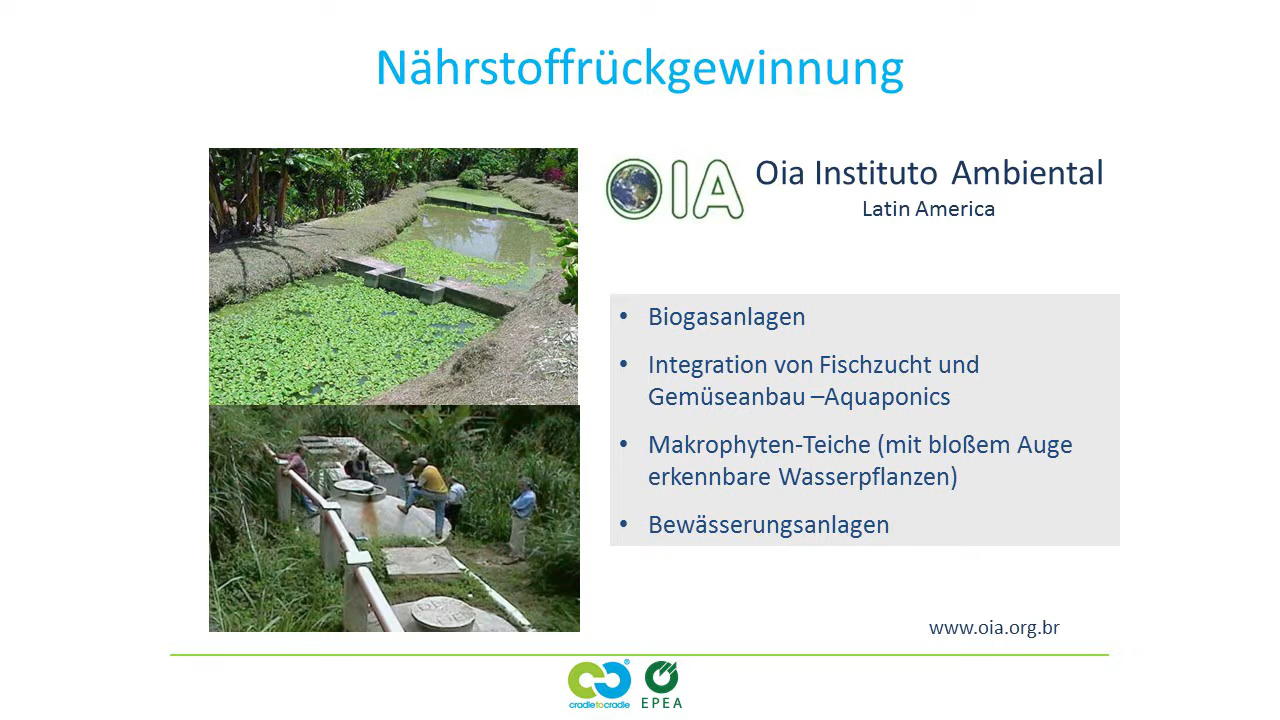 Nährstoffrückgewinnung
OIA
Oia Instituto Ambiental
Latin America
• Biogasanlagen
• Integration von Fischzucht und
Gemüseanbau –Aquaponics
• Makrophyten-Teiche (mit bloßem Auge
erkennbare Wasserpflanzen)
• Bewässerungsanlagen
www.oia.org.br
cradletocradle
®
EPEA